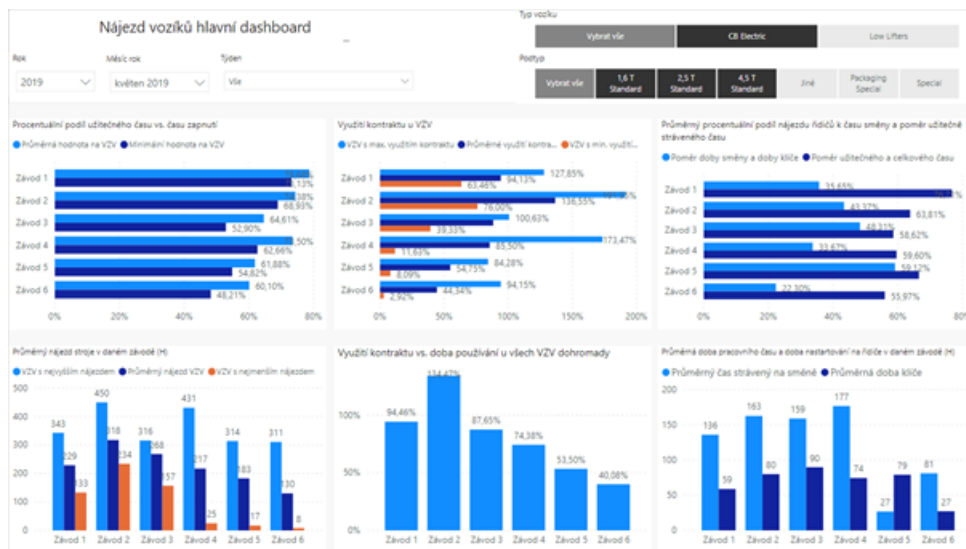 Nájezd vozíků hlavní dashboard
Typ vozíku
Vybrat vše
CB Electric
Low Lifters
Rok
Měsíc rok
Týden
2019
květen 2019
Vše
Podtyp
Vybrat vše
1,6 T Standard
2,5 T Standard
4,5 T Standard
Jiné
Packaging Special
Special
Procentuální podíl užitečného času vs. času zapnutí
Průměrná hodnota na VZV
Minimální hodnota na VZV
Závod 1
Závod 2
68,93%
Závod 3
64,61%
52,90%
Závod 4
62,66%
Závod 5
61,88%
54,82%
Závod 6
60,10%
48,21%
0%
20%
40%
60%
80%
Využití kontraktu u VZV
VZV s max. využitím kontraktu
Průměrné využití kontra...
VZV s min. využití...
Závod 1
127,85%
94,13%
63,46%
Závod 2
136,55%
76,00%
Závod 3
100,63%
39,33%
Závod 4
173,47%
85,50%
11,63%
Závod 5
84,28%
54,75%
8,09%
Závod 6
94,15%
44,34%
2,92%
0%
50%
100%
150%
200%
Průměrný procentuální podíl nájezdu řidičů k času směny a poměr užitečně
stráveného času
Poměr doby směny a doby klíče
Poměr užitečného a celkového času
Závod 1
35,65%
Závod 2
43,37%
63,81%
Závod 3
48,31%
58,62%
Závod 4
33,67%
59,60%
Závod 5
59,12%
Závod 6
22,30%
55,97%
0%
20%
40%
60%
80%
Průměrný nájezd stroje v daném závodě (H)
VZV s nejvyšším nájezdem
Průměrný nájezd VZV
VZV s nejmenším nájezdem
500
400
300
200
100
0
343
229
133
450
318
234
316
268
157
431
217
25
314
183
17
311
130
8
Závod 1
Závod 2
Závod 3
Závod 4
Závod 5
Závod 6
Využití kontraktu vs. doba používání u všech VZV dohromady
100%
50%
0%
94,46%
134,47%
87,65%
74,38%
53,50%
40,08%
Závod 1
Závod 2
Závod 3
Závod 4
Závod 5
Závod 6
Průměrná doba pracovního času a doba nastartování na řidiče v daném závodě (H)
Průměrný čas strávený na směně
Průměrná doba klíče
200
150
100
50
0
136
59
163
80
159
90
177
74
27
79
81
27
Závod 1
Závod 2
Závod 3
Závod 4
Závod 5
Závod 6